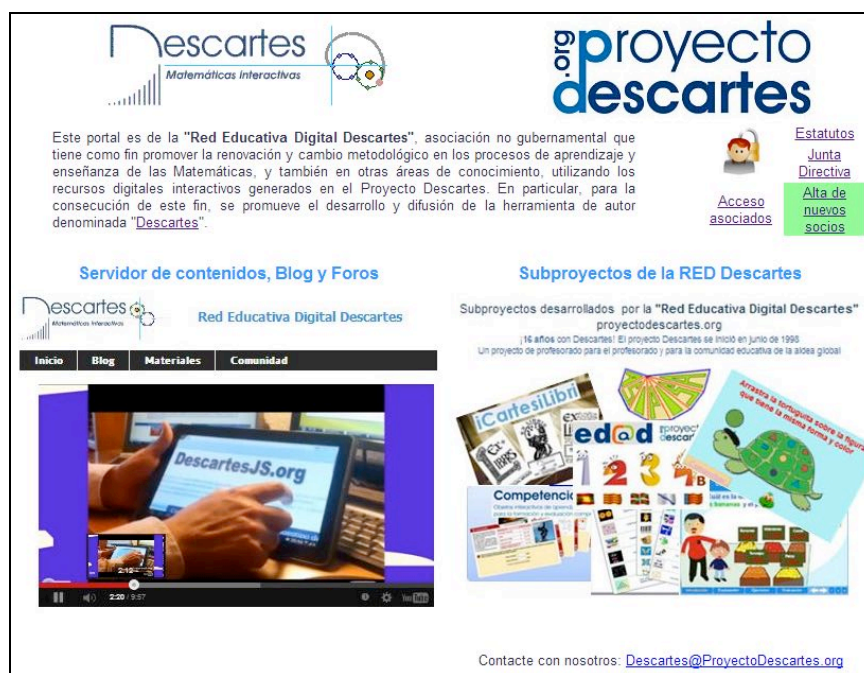 Descartes
Matemáticas Interactivas
.org
proyecto
descartes
Este portal es de la "Red Educativa Digital Descartes", asociación no gubernamental que
tiene como fin promover la renovación y cambio metodológico en los procesos de aprendizaje y
enseñanza de las Matemáticas, y también en otras áreas de conocimiento, utilizando los
recursos digitales interactivos generados en el Proyecto Descartes. En particular, para la
consecución de este fin, se promueve el desarrollo y difusión de la herramienta de autor
denominada "Descartes".
Acceso
asociados
Estatutos
Junta
Directiva
Alta de
nuevos
socios
Servidor de contenidos, Blog y Foros
Descartes
Matemáticas Interactivas
Red Educativa Digital Descartes
Inicio Blog Materiales Comunidad
DescartesJS.org
2:12
2:20 / 9:57
YouTube
Subproyectos de la RED Descartes
Subproyectos desarrollados por la "Red Educativa Digital Descartes"
proyectodescartes.org
¡16 años con Descartes! El proyecto Descartes se inició en junio de 1998
Un proyecto de profesorado para el profesorado y para la comunidad educativa de la aldea global
iCartesiLibri
ed@d
proyecto
descartes
1 2 3 4
B
Arrastra la tortuguita sobre la figura
que tiene la misma forma y color
Competencia
Contacte con nosotros: Descartes@ProyectoDescartes.org